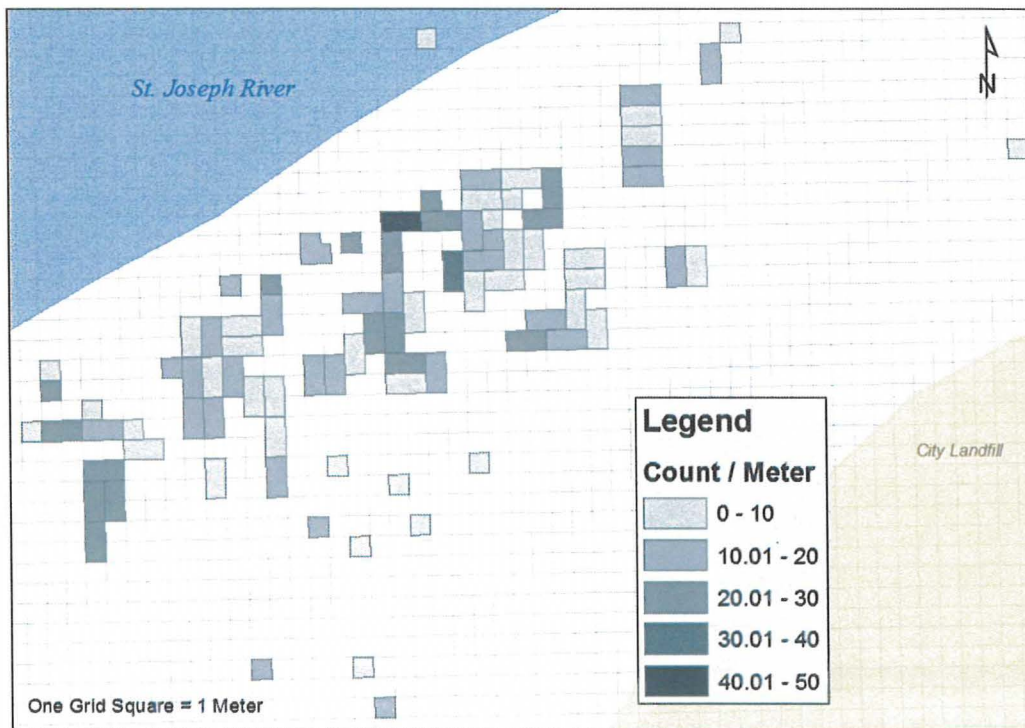 St. Joseph River
N
City Landfill
Legend
Count / Meter
0 - 10
10.01 - 20
20.01 - 30
30.01 - 40
40.01 - 50
One Grid Square = 1 Meter